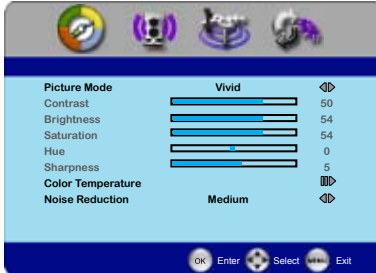 Picture Mode Vivid
Contrast 50
Brightness 54
Saturation 54
Hue 0
Sharpness 5
Color Temperature
Noise Reduction Medium
OK Enter Select MENU Exit